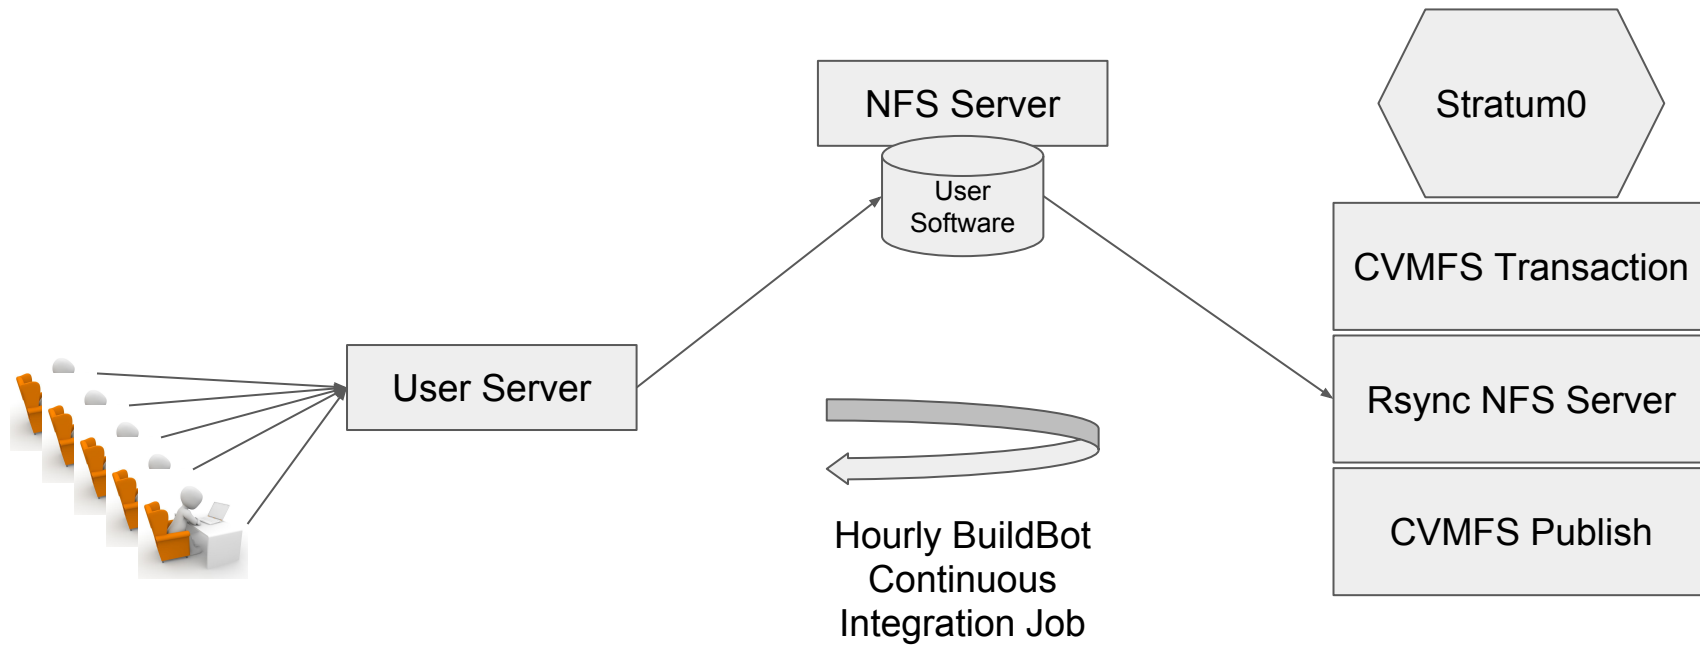 NFS Server
User
Software
Stratum0
CVMFS Transaction
Rsync NFS Server
CVMFS Publish
User Server
Hourly BuildBot
Continuous
Integration Job